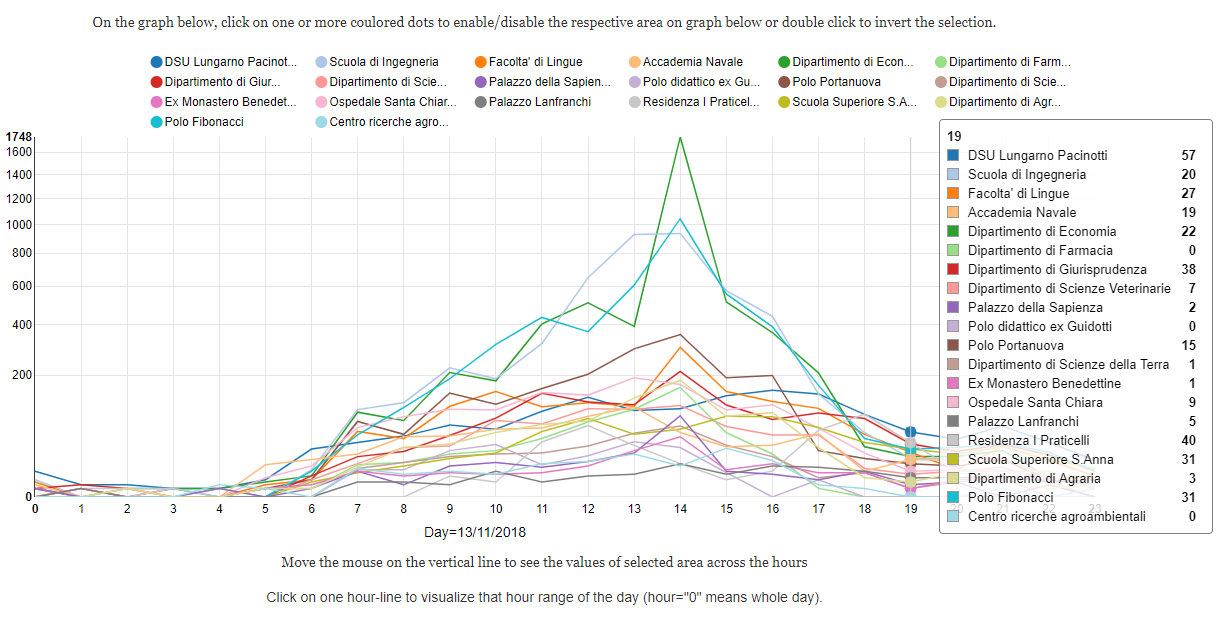 On the graph below, click on one or more coulored dots to enable/disable the respective area on graph below or double click to invert the selection.
DSU Lungarno Pacinot... Scuola di Ingegneria Facolta' di Lingue Accademia Navale Dipartimento di Econ... Dipartimento di Farm...
Dipartimento di Giur... Dipartimento di Scie... Palazzo della Sapien... Polo didattico ex Gu... Polo Portanuova Dipartimento di Scie...
Ex Monastero Benedet... Ospedale Santa Chiar... Palazzo Lanfranchi Residenza I Praticel... Scuola Superiore S.A... Dipartimento di Agr...
Polo Fibonacci Centro ricerche agro...
1748
1600
1400
1200
1000
800
600
400
200
0
0 1 2 3 4 5 6 7 8 9 10 11 12 13 14 15 16 17 18 19 20 21 22 23
Day=13/11/2018
19
DSU Lungarno Pacinotti 57
Scuola di Ingegneria 20
Facolta' di Lingue 27
Accademia Navale 19
Dipartimento di Economia 22
Dipartimento di Farmacia 0
Dipartimento di Giurisprudenza 38
Dipartimento di Scienze Veterinarie 7
Palazzo della Sapienza 2
Polo didattico ex Guidotti 0
Polo Portanuova 15
Dipartimento di Scienze della Terra 1
Ex Monastero Benedettine 1
Ospedale Santa Chiara 9
Palazzo Lanfranchi 5
Residenza I Praticelli 40
Scuola Superiore S.Anna 31
Dipartimento di Agraria 3
Polo Fibonacci 31
Centro ricerche agroambientali 0
Move the mouse on the vertical line to see the values of selected area across the hours
Click on one hour-line to visualize that hour range of the day (hour="0" means whole day).